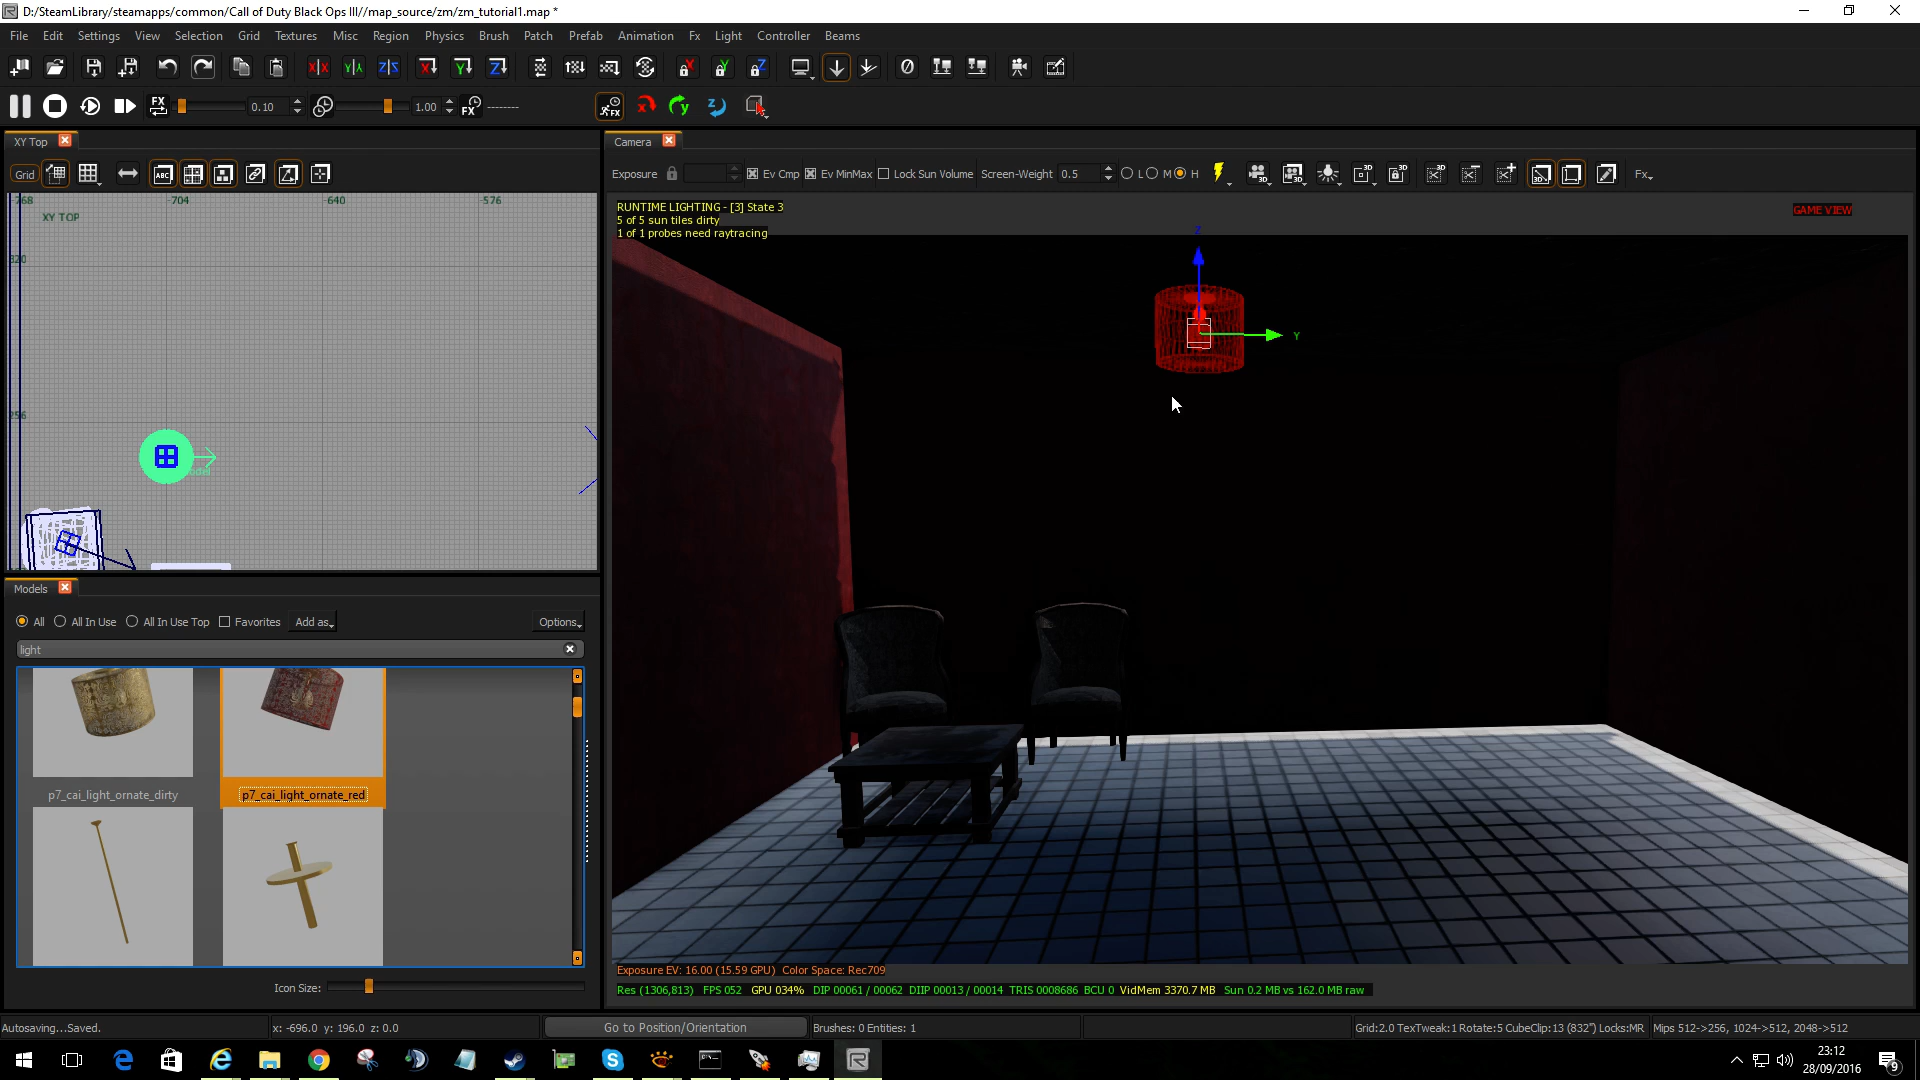 D:/SteamLibrary/steamapps/common/Call of Duty Black Ops III//map_source/zm/zm_tutorial1.map *
File Edit Settings View Selection Grid Textures Misc Region Physics Brush Patch Prefab Animation Fx Light Controller Beams
FX 0.10 1.00 FX --------
XY Top
Camera
Grid ABC
Exposure Ev Cmp Ev MinMax Lock Sun Volume Screen-Weight 0.5 L M H Fx
-768 -704 -640 -576
XY TOP
320
256
RUNTIME LIGHTING - [3] State 3
5 of 5 sun tiles dirty
1 of 1 probes need raytracing
GAME VIEW
Z
Y
Models
All All In Use All In Use Top Favorites Add as Options
light
p7_cai_light_ornate_dirty p7_cai_light_ornate_red
Icon Size:
Exposure EV: 16.00 (15.59 GPU) Color Space: Rec709
Res (1306,813) FPS 052 GPU 034% DIP 00061 / 00062 DIIP 00013 / 00014 TRIS 0008686 BCU 0 VidMem 3370.7 MB Sun 0.2 MB vs 162.0 MB raw
Autosaving...Saved. x: -696.0 y: 196.0 z: 0.0 Go to Position/Orientation Brushes: 0 Entities: 1 Grid:2.0 TexTweak:1 Rotate:5 CubeClip:13 (832") Locks:MR Mips 512->256, 1024->512, 2048->512
23:12
28/09/2016
9